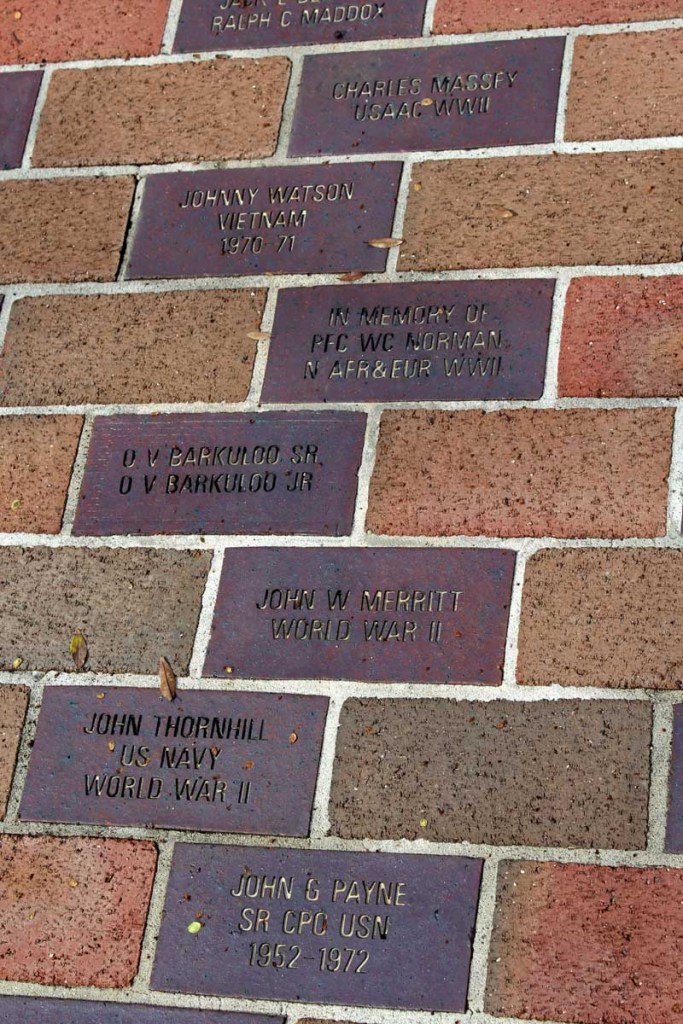 RALPH C MADDOX
CHARLES MASSEY
USAAC WWII
JOHNNY WATSON
VIETNAM
1970-71
IN MEMORY OF
PFC WC NORMAN
N AFR&EUR WWII
O V BARKULOO SR
O V BARKULOO JR
JOHN W MERRITT
WORLD WAR II
JOHN THORNHILL
US NAVY
WORLD WAR II
JOHN G PAYNE
SR CPO USN
1952-1972